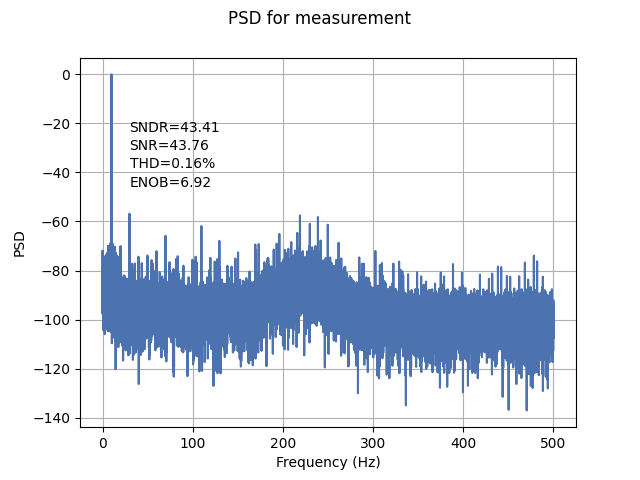 PSD for measurement
0
−20
−40
−60
−80
−100
−120
−140
PSD
SNDR=43.41
SNR=43.76
THD=0.16%
ENOB=6.92
0 100 200 300 400 500
Frequency (Hz)